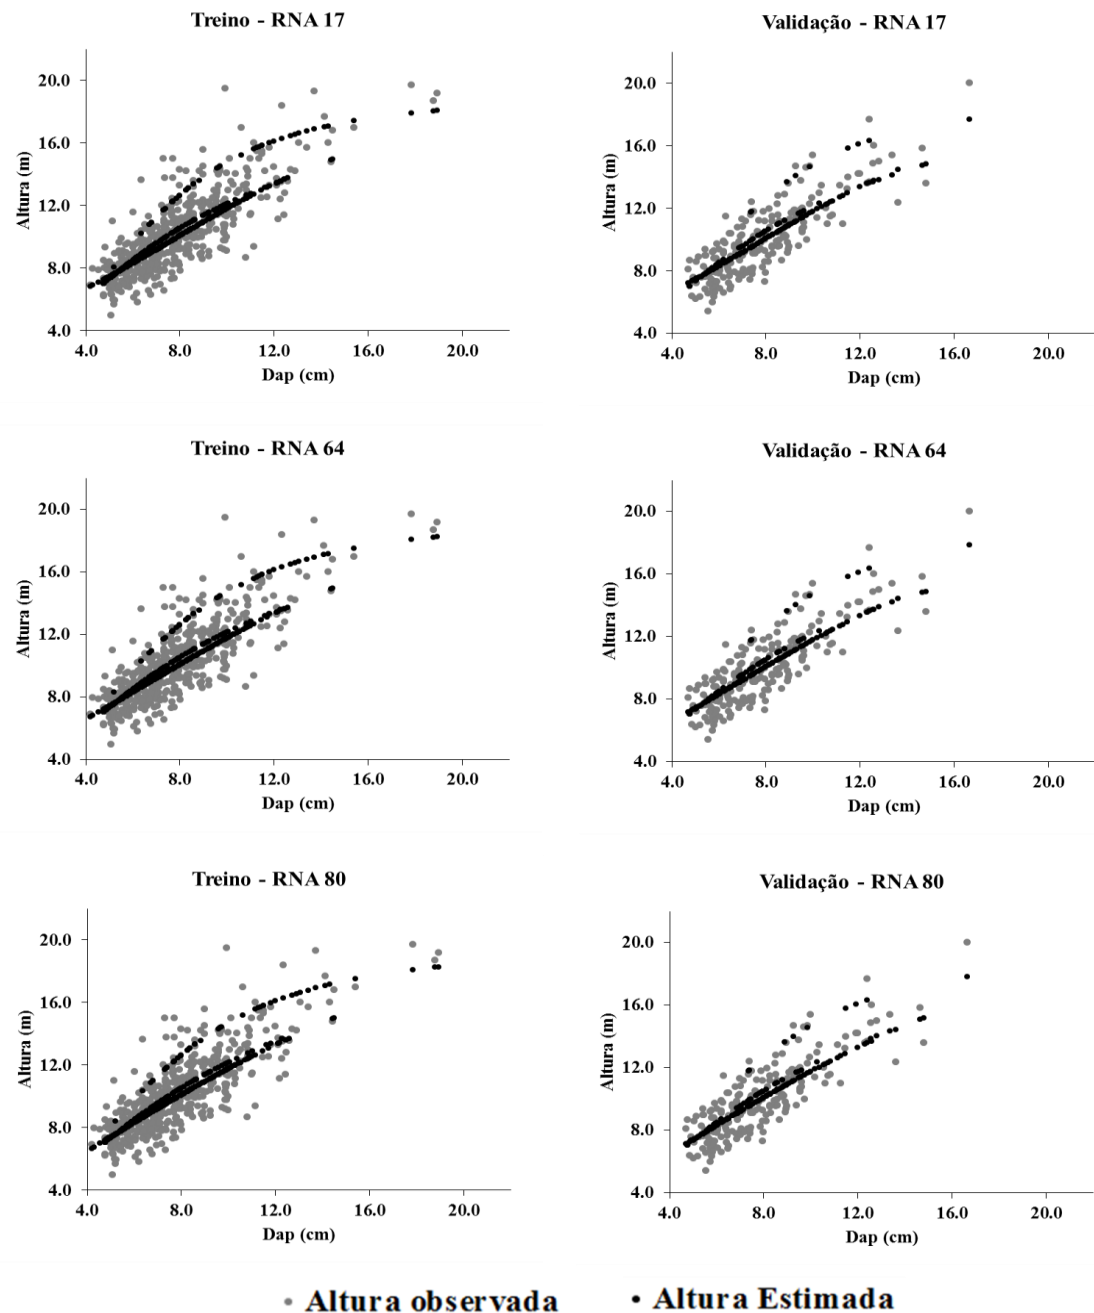 Treino - RNA 17
20.0
16.0
12.0
8.0
4.0
Altura (m)
4.0 8.0 12.0 16.0 20.0
Dap (cm)
Validação - RNA 17
20.0
16.0
12.0
8.0
4.0
Altura (m)
4.0 8.0 12.0 16.0 20.0
Dap (cm)
Treino - RNA 64
20.0
16.0
12.0
8.0
4.0
Altura (m)
4.0 8.0 12.0 16.0 20.0
Dap (cm)
Validação - RNA 64
20.0
16.0
12.0
8.0
4.0
Altura (m)
4.0 8.0 12.0 16.0 20.0
Dap (cm)
Treino - RNA 80
20.0
16.0
12.0
8.0
4.0
Altura (m)
4.0 8.0 12.0 16.0 20.0
Dap (cm)
Validação - RNA 80
20.0
16.0
12.0
8.0
4.0
Altura (m)
4.0 8.0 12.0 16.0 20.0
Dap (cm)
Altura observada
Altura Estimada